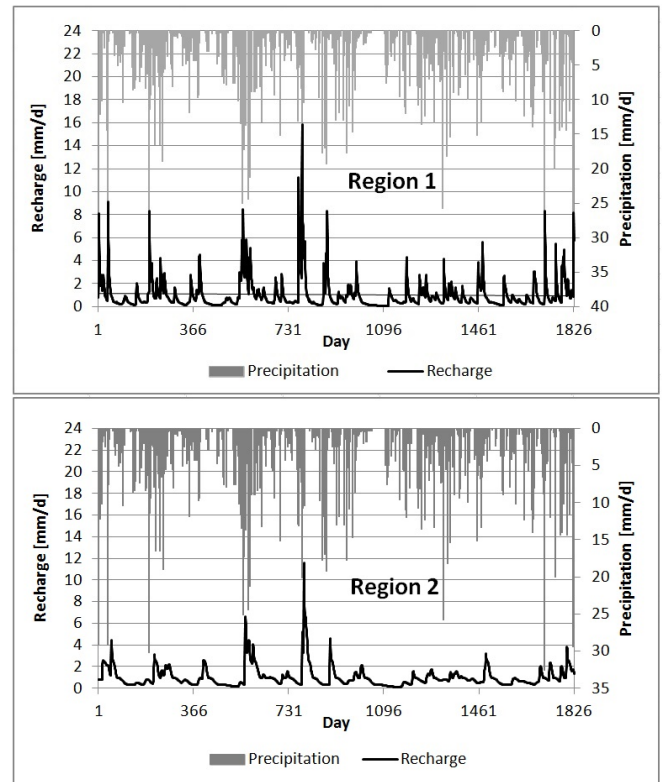 24 0
22 5
20
18 10
16
14 15
12 20
10
8 25
6 30
4
2 35
0 40
Recharge [mm/d]
Precipitation [mm/d]
Region 1
1 366 731 1096 1461 1826
Day
Precipitation Recharge
24 0
22 5
20
18 10
16
14 15
12
10 20
8 25
6
4 30
2
0 35
Recharge [mm/d]
Precipitation [mm/d]
Region 2
1 366 731 1096 1461 1826
Day
Precipitation Recharge